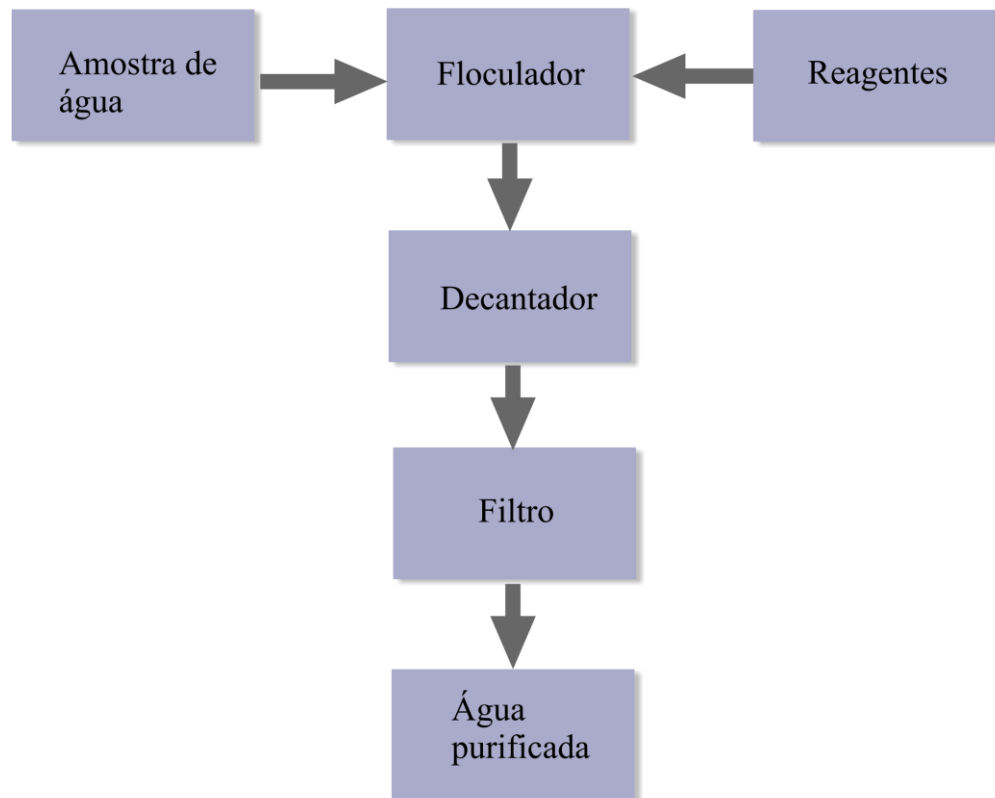 Amostra de
água
Floculador
Reagentes
Decantador
Filtro
Água
purificada